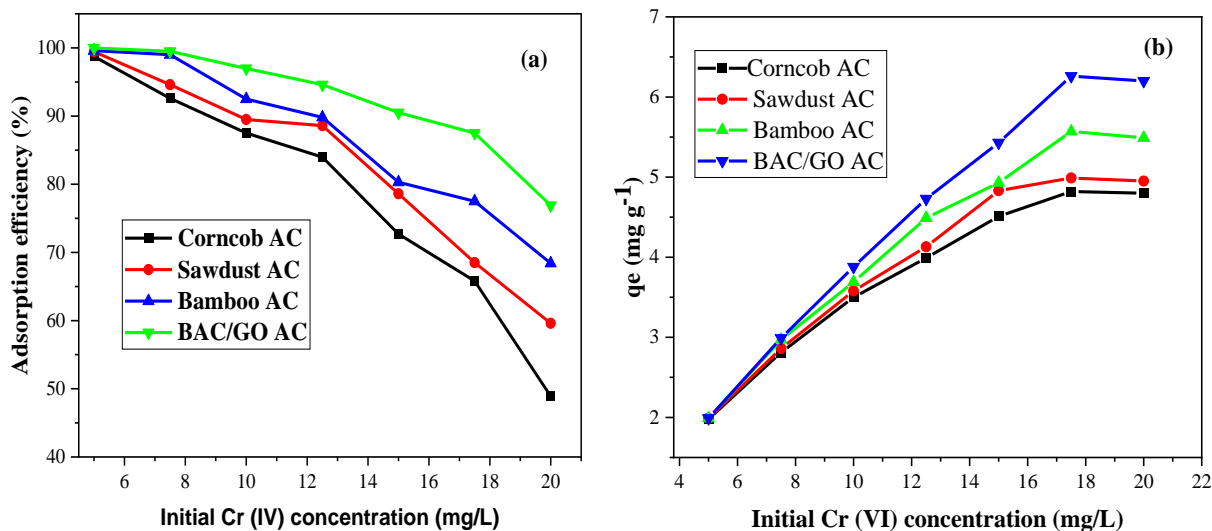 (a)
Adsorption efficiency (%)
100
90
80
70
60
50
40
Corncob AC
Sawdust AC
Bamboo AC
BAC/GO AC
6 8 10 12 14 16 18 20
Initial Cr (IV) concentration (mg/L)
(b)
qe (mg g⁻¹)
7
6
5
4
3
2
Corncob AC
Sawdust AC
Bamboo AC
BAC/GO AC
4 6 8 10 12 14 16 18 20 22
Initial Cr (VI) concentration (mg/L)